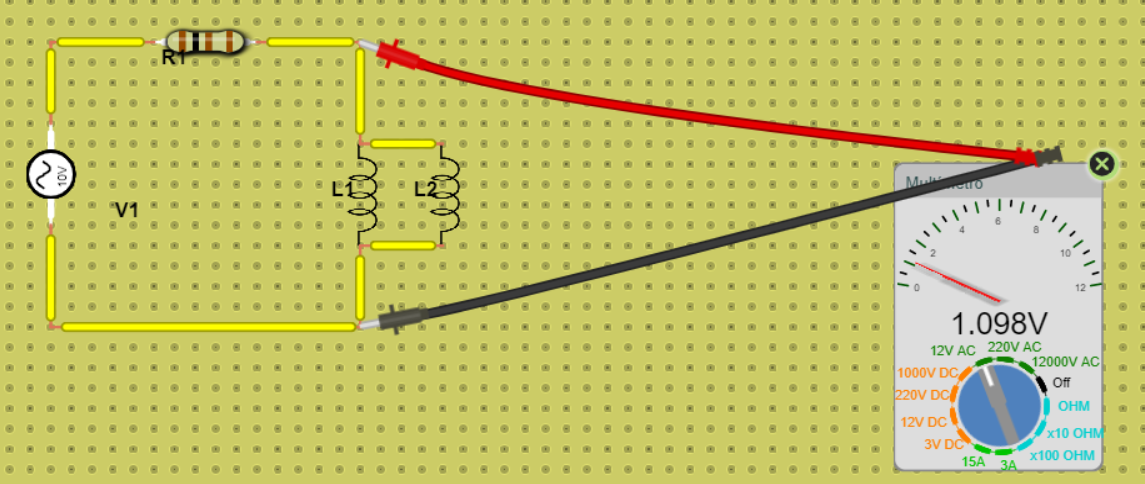 R1
10V
V1
L1
L2
Multímetro
0
2
4
6
8
10
12
1.098V
12V AC
220V AC
12000V AC
1000V DC
Off
220V DC
OHM
12V DC
x10 OHM
3V DC
x100 OHM
15A
3A